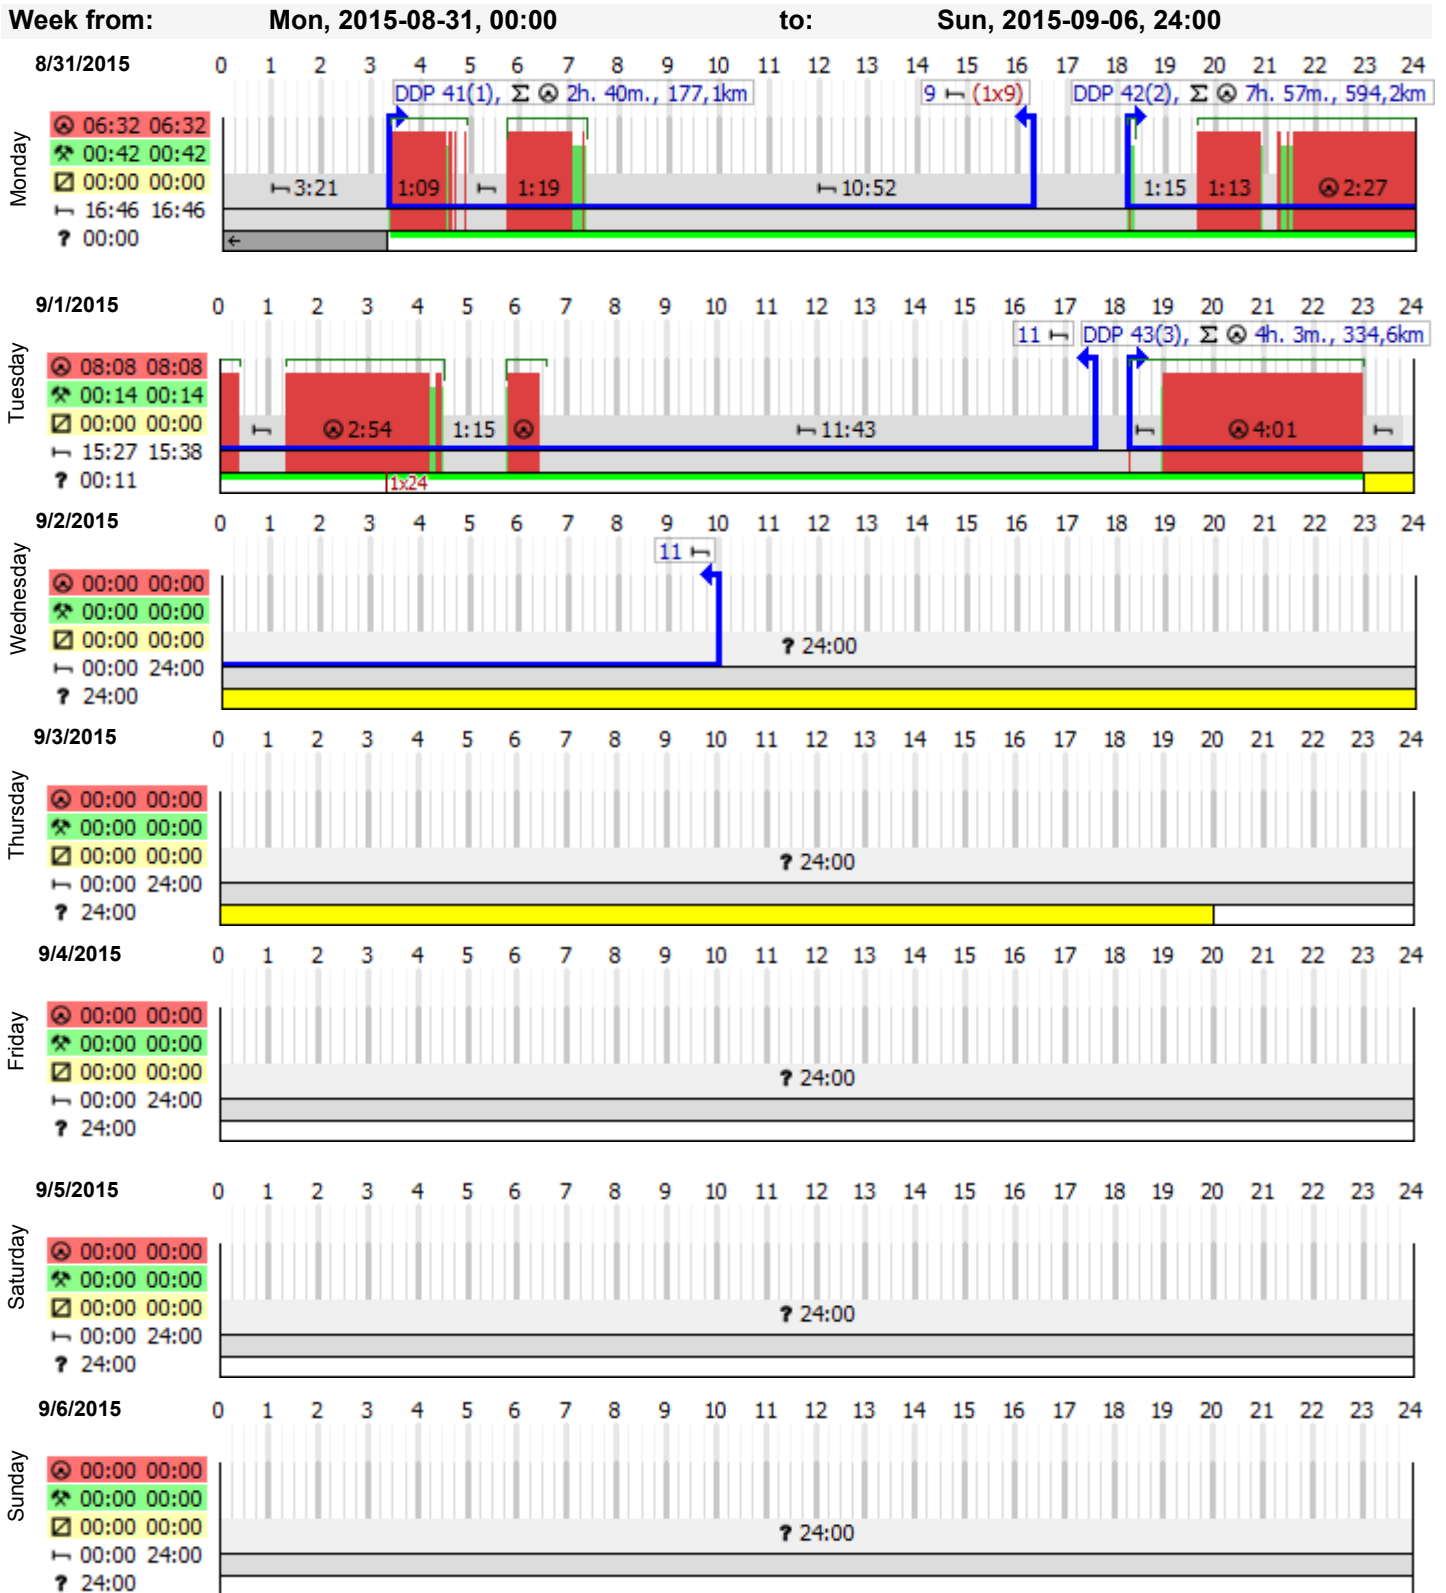 Week from: Mon, 2015-08-31, 00:00 to: Sun, 2015-09-06, 24:00
8/31/2015 0 1 2 3 4 5 6 7 8 9 10 11 12 13 14 15 16 17 18 19 20 21 22 23 24
DDP 41(1), Σ 2h. 40m., 177,1km 9 (1x9) DDP 42(2), Σ 7h. 57m., 594,2km
Monday
06:32 06:32
00:42 00:42
00:00 00:00
16:46 16:46
? 00:00
3:21 1:09 1:19 10:52 1:15 1:13 2:27
←
9/1/2015 0 1 2 3 4 5 6 7 8 9 10 11 12 13 14 15 16 17 18 19 20 21 22 23 24
11 DDP 43(3), Σ 4h. 3m., 334,6km
Tuesday
08:08 08:08
00:14 00:14
00:00 00:00
15:27 15:38
? 00:11
2:54 1:15 11:43 4:01
1x24
9/2/2015 0 1 2 3 4 5 6 7 8 9 10 11 12 13 14 15 16 17 18 19 20 21 22 23 24
11
Wednesday
00:00 00:00
00:00 00:00
00:00 00:00
00:00 24:00
? 24:00
? 24:00
9/3/2015 0 1 2 3 4 5 6 7 8 9 10 11 12 13 14 15 16 17 18 19 20 21 22 23 24
Thursday
00:00 00:00
00:00 00:00
00:00 00:00
00:00 24:00
? 24:00
? 24:00
9/4/2015 0 1 2 3 4 5 6 7 8 9 10 11 12 13 14 15 16 17 18 19 20 21 22 23 24
Friday
00:00 00:00
00:00 00:00
00:00 00:00
00:00 24:00
? 24:00
? 24:00
9/5/2015 0 1 2 3 4 5 6 7 8 9 10 11 12 13 14 15 16 17 18 19 20 21 22 23 24
Saturday
00:00 00:00
00:00 00:00
00:00 00:00
00:00 24:00
? 24:00
? 24:00
9/6/2015 0 1 2 3 4 5 6 7 8 9 10 11 12 13 14 15 16 17 18 19 20 21 22 23 24
Sunday
00:00 00:00
00:00 00:00
00:00 00:00
00:00 24:00
? 24:00
? 24:00